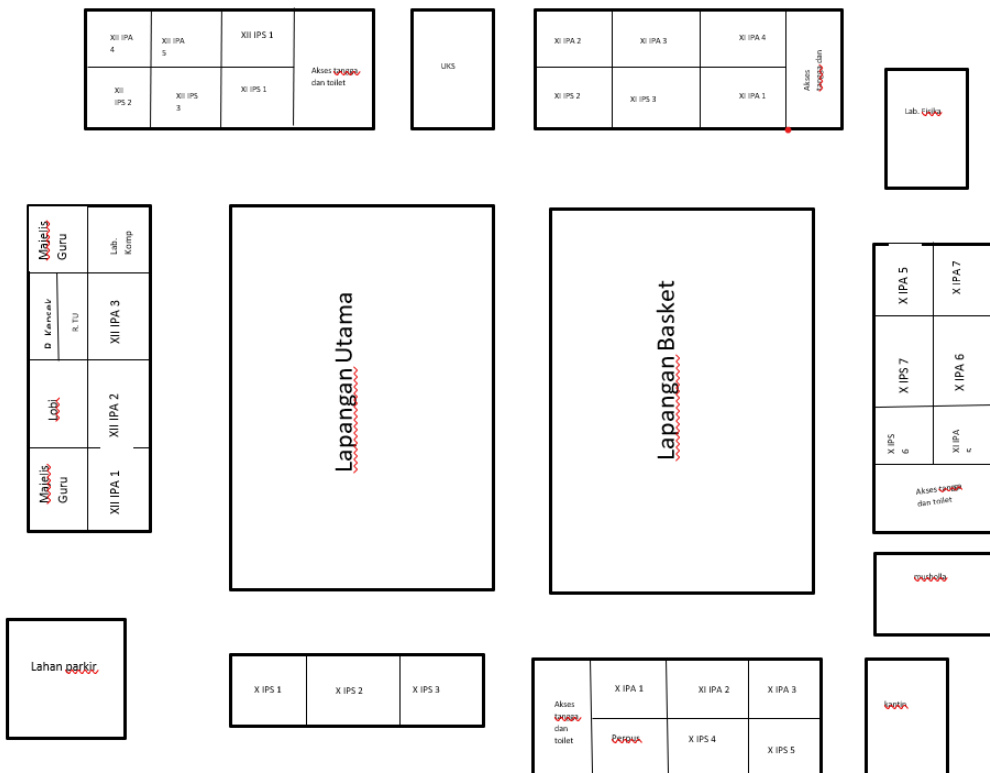 XII IPA
4
XII IPA
5
XII IPS 1
Akses tangga
dan toilet
XII
IPS 2
XII IPS
3
XI IPS 1
UKS
XI IPA 2
XI IPA 3
XI IPA 4
Akses
tangga dan
XI IPS 2
XI IPS 3
XI IPA 1
Lab. Fisika
Majelis
Guru
Lab.
Komp
R. TU
XII IPA 3
Lobi
XII IPA 2
Majelis
Guru
XII IPA 1
Lapangan Utama
Lapangan Basket
X IPA 5
X IPA 7
X IPS 7
X IPA 6
X IPS
6
XI IPA
Akses tangga
dan toilet
musholla
Lahan parkir
X IPS 1
X IPS 2
X IPS 3
Akses
tangga
dan
toilet
X IPA 1
XI IPA 2
X IPA 3
Perpus
X IPS 4
X IPS 5
kantin